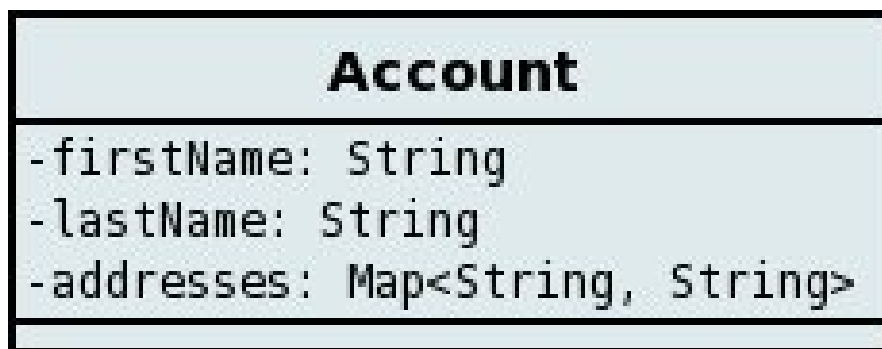 Account
-firstName: String
-lastName: String
-addresses: Map<String, String>